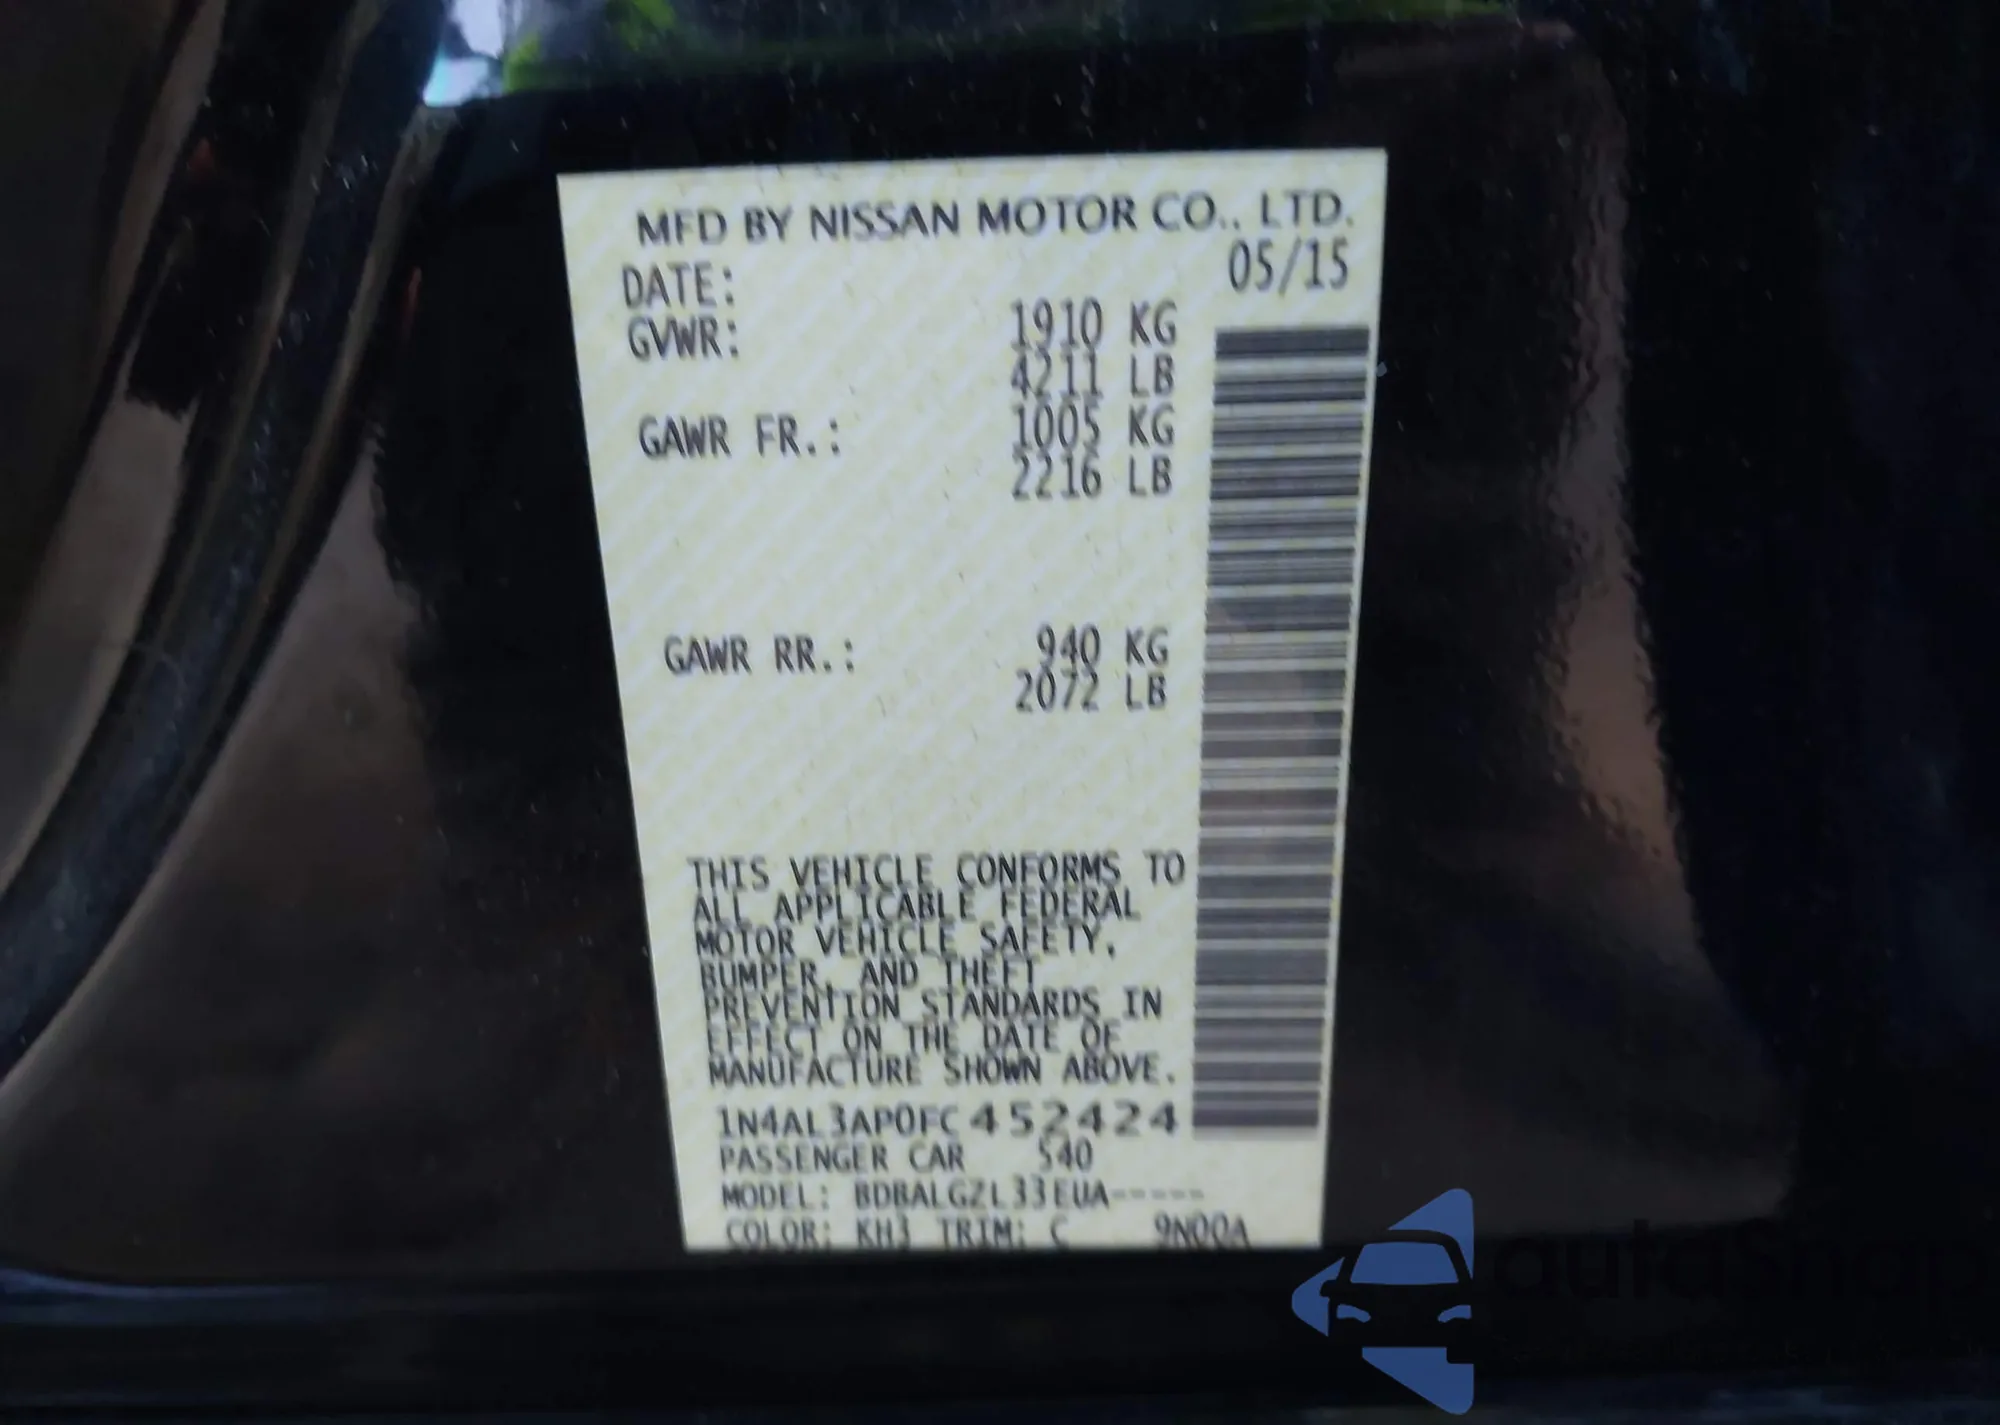 MFD BY NISSAN MOTOR CO., LTD.
DATE: 05/15
GVWR: 1910 KG
4211 LB
GAWR FR.: 1005 KG
2216 LB
GAWR RR.: 940 KG
2072 LB
THIS VEHICLE CONFORMS TO
ALL APPLICABLE FEDERAL
MOTOR VEHICLE SAFETY,
BUMPER, AND THEFT
PREVENTION STANDARDS IN
EFFECT ON THE DATE OF
MANUFACTURE SHOWN ABOVE.
1N4AL3AP0FC452424
PASSENGER CAR 540
MODEL: BDBALGZL33EUA-----
COLOR: KH3 TRIM: C 9N00A
autoshop